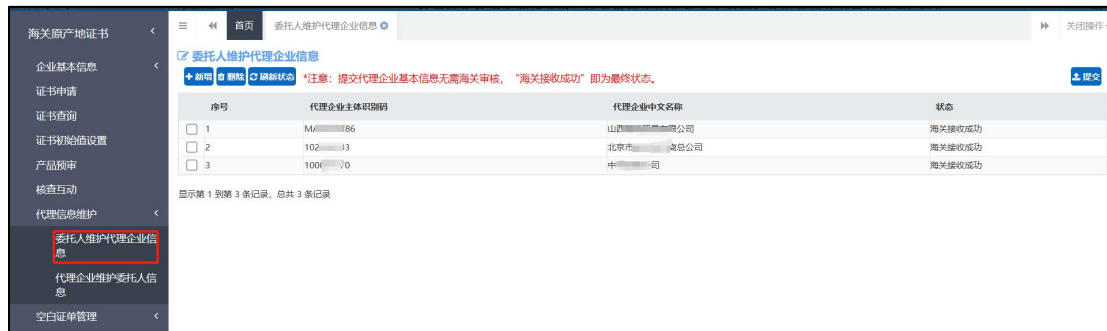 海关原产地证书
企业基本信息
证书申请
证书查询
证书初始值设置
产品预审
核查互动
代理信息维护
委托人维护代理企业信
息
代理企业维护委托人信
息
空白证单管理
首页 委托人维护代理企业信息 关闭操作
委托人维护代理企业信息
新增 删除 刷新状态 *注意：提交代理企业基本信息无需海关审核，“海关接收成功”即为最终状态。 提交
序号 代理企业主体识别码 代理企业中文名称 状态
1 MA 86 山西 限公司 海关接收成功
2 102 33 北京市 总公司 海关接收成功
3 100 70 中 司 海关接收成功
显示第 1 到第 3 条记录，总共 3 条记录